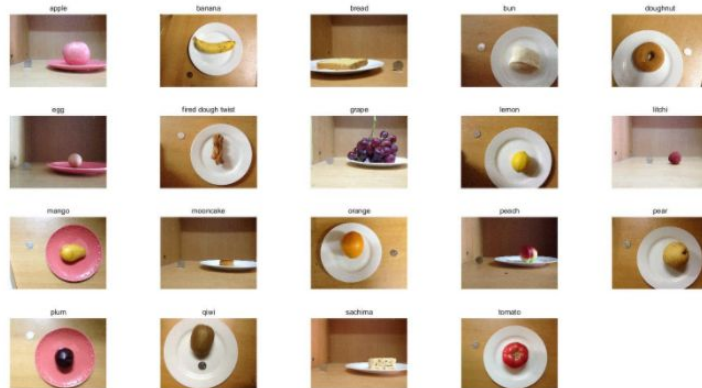 apple banana bread bun doughnut
egg fired dough twist grape lemon litchi
mango mooncake orange peach pear
plum qiwi sachima tomato